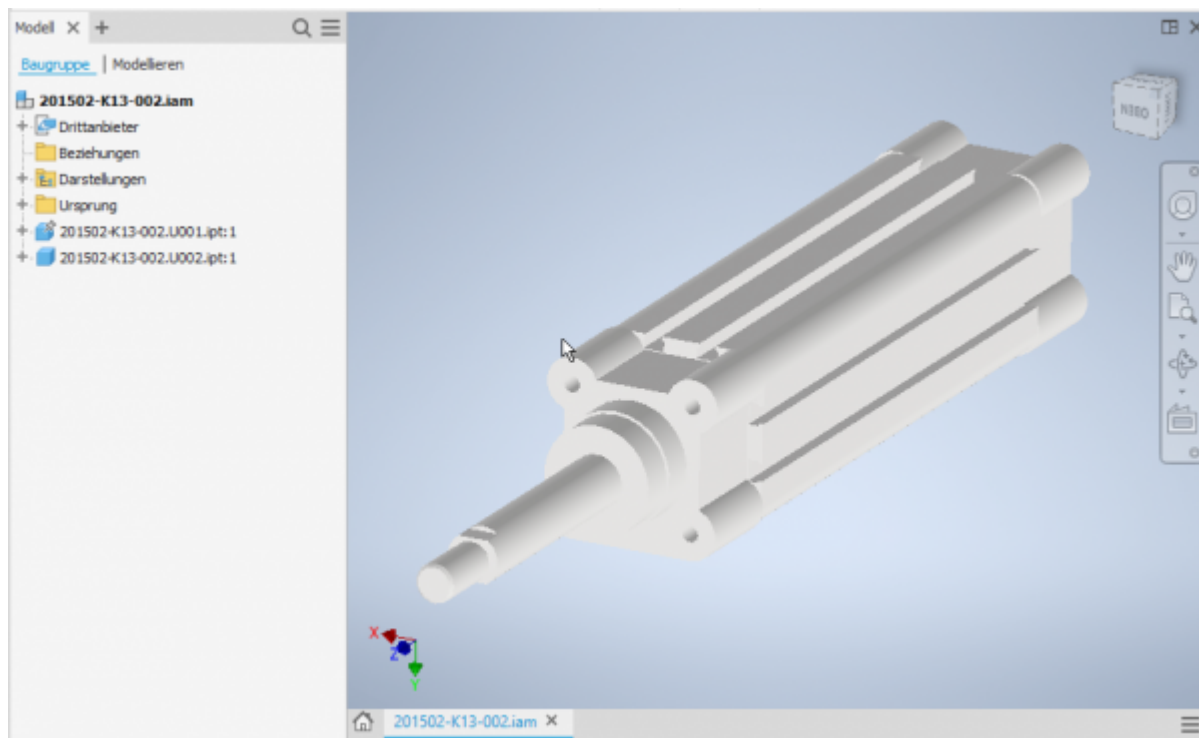 Modell
Baugruppe | Modellieren
201502-K13-002.iam
Drittanbieter
Beziehungen
Darstellungen
Ursprung
201502-K13-002.U001.ipt:1
201502-K13-002.U002.ipt:1
OBEN
X
Z
Y
201502-K13-002.iam